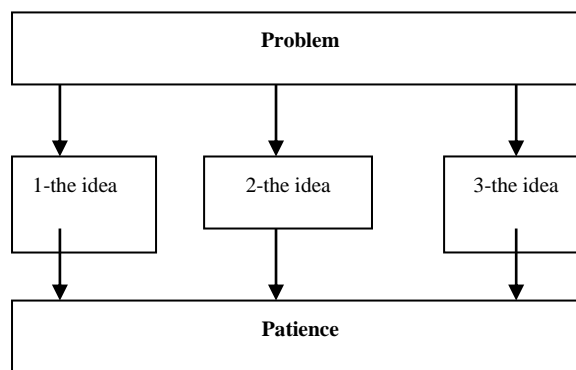 Problem
1-the idea
2-the idea
3-the idea
Patience